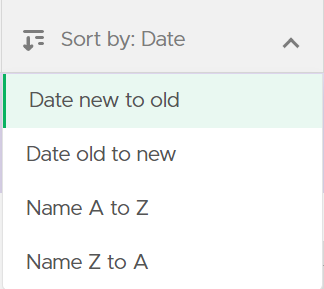 Sort by: Date
Date new to old
Date old to new
Name A to Z
Name Z to A